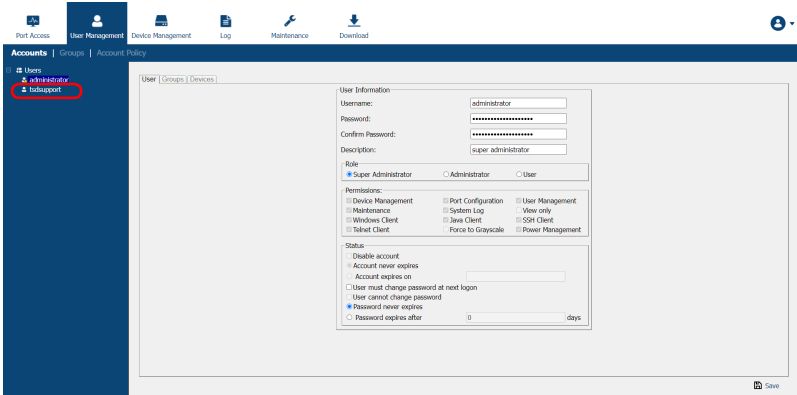 Port Access User Management Device Management Log Maintenance Download
Accounts | Groups | Account Policy
Users
administrator
tsdsupport
User Groups Devices
User Information
Username: administrator
Password: •••••••••••••••••••
Confirm Password: •••••••••••••••••••
Description: super administrator
Role
Super Administrator Administrator User
Permissions:
Device Management Port Configuration User Management
Maintenance System Log View only
Windows Client Java Client SSH Client
Telnet Client Force to Grayscale Power Management
Status
Disable account
Account never expires
Account expires on
User must change password at next logon
User cannot change password
Password never expires
Password expires after 0 days
Save